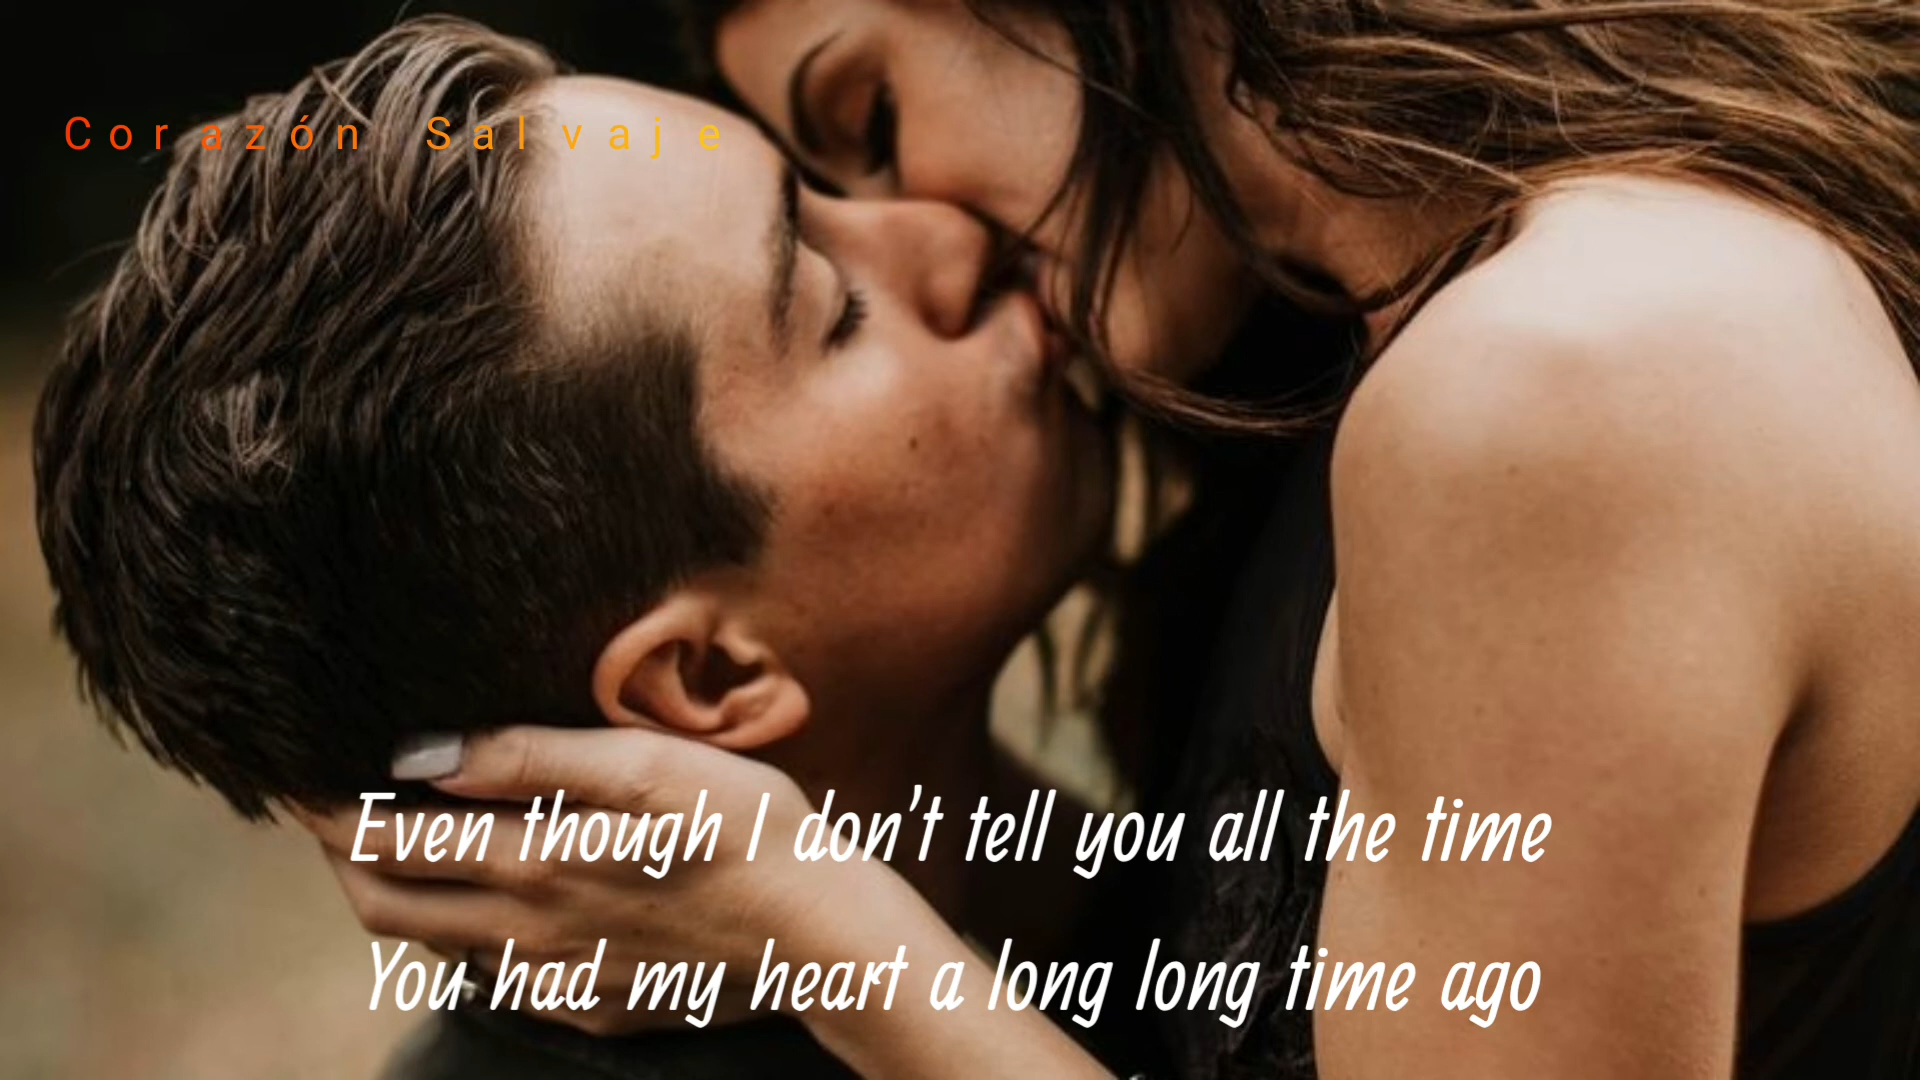 Corazón Salvaje
Even though I don't tell you all the time
You had my heart a long long time ago